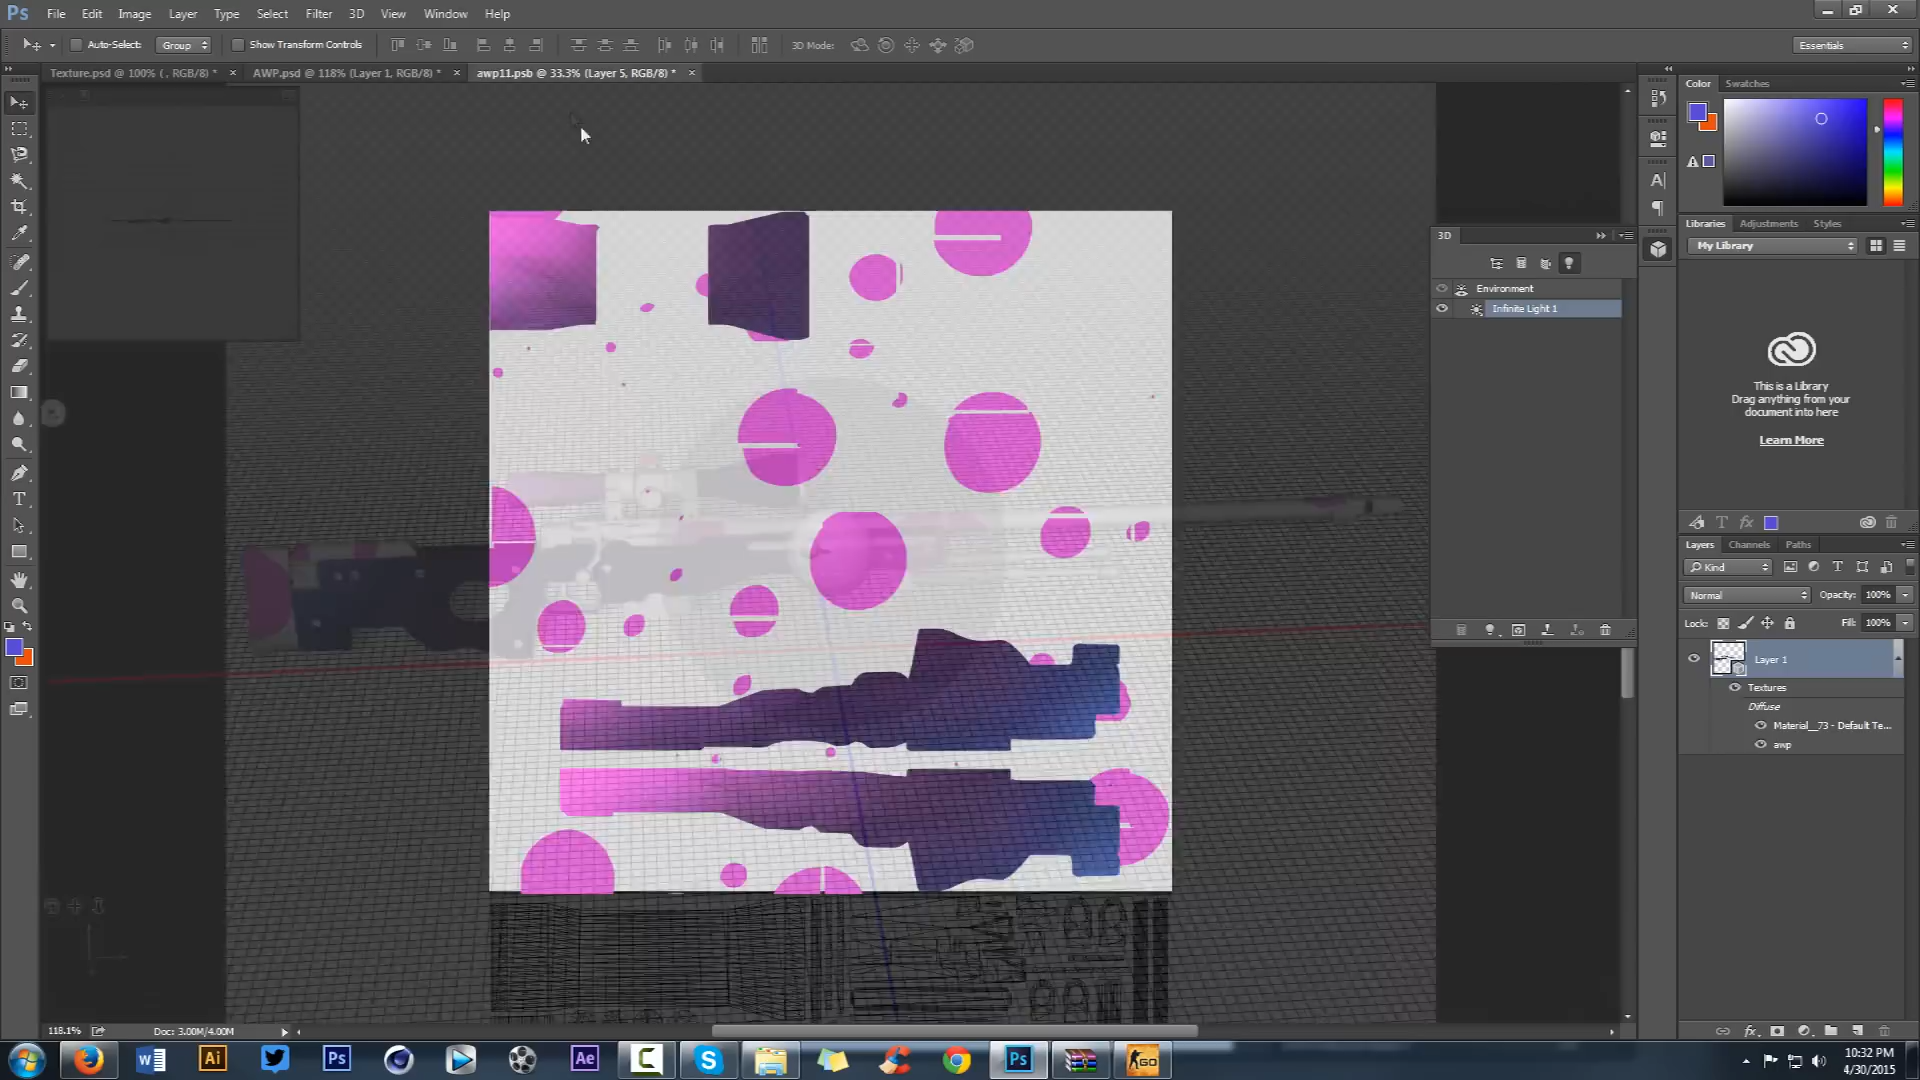 Ps File Edit Image Layer Type Select Filter 3D View Window Help
Auto-Select: Group Show Transform Controls 3D Mode: Essentials
Texture.psd @ 100% ( , RGB/8) * × AWP.psd @ 118% (Layer 1, RGB/8) * × awp11.psb @ 33.3% (Layer 5, RGB/8) * ×
Color Swatches
Libraries Adjustments Styles
My Library
3D
Environment
Infinite Light 1
This is a Library
Drag anything from your
document into here
Learn More
Layers Channels Paths
Kind
Normal Opacity: 100%
Lock: Fill: 100%
Layer 1
Textures
Diffuse
Material__73 - Default Te...
awp
118.1% Doc: 3.00M/4.00M
Ai Ps Ae Ps GO
10:32 PM
4/30/2015